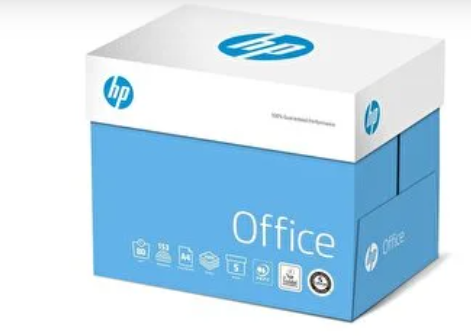 hp
hp
100% Guaranteed Performance
hp
Office
80
153
A4
5
hp
Office